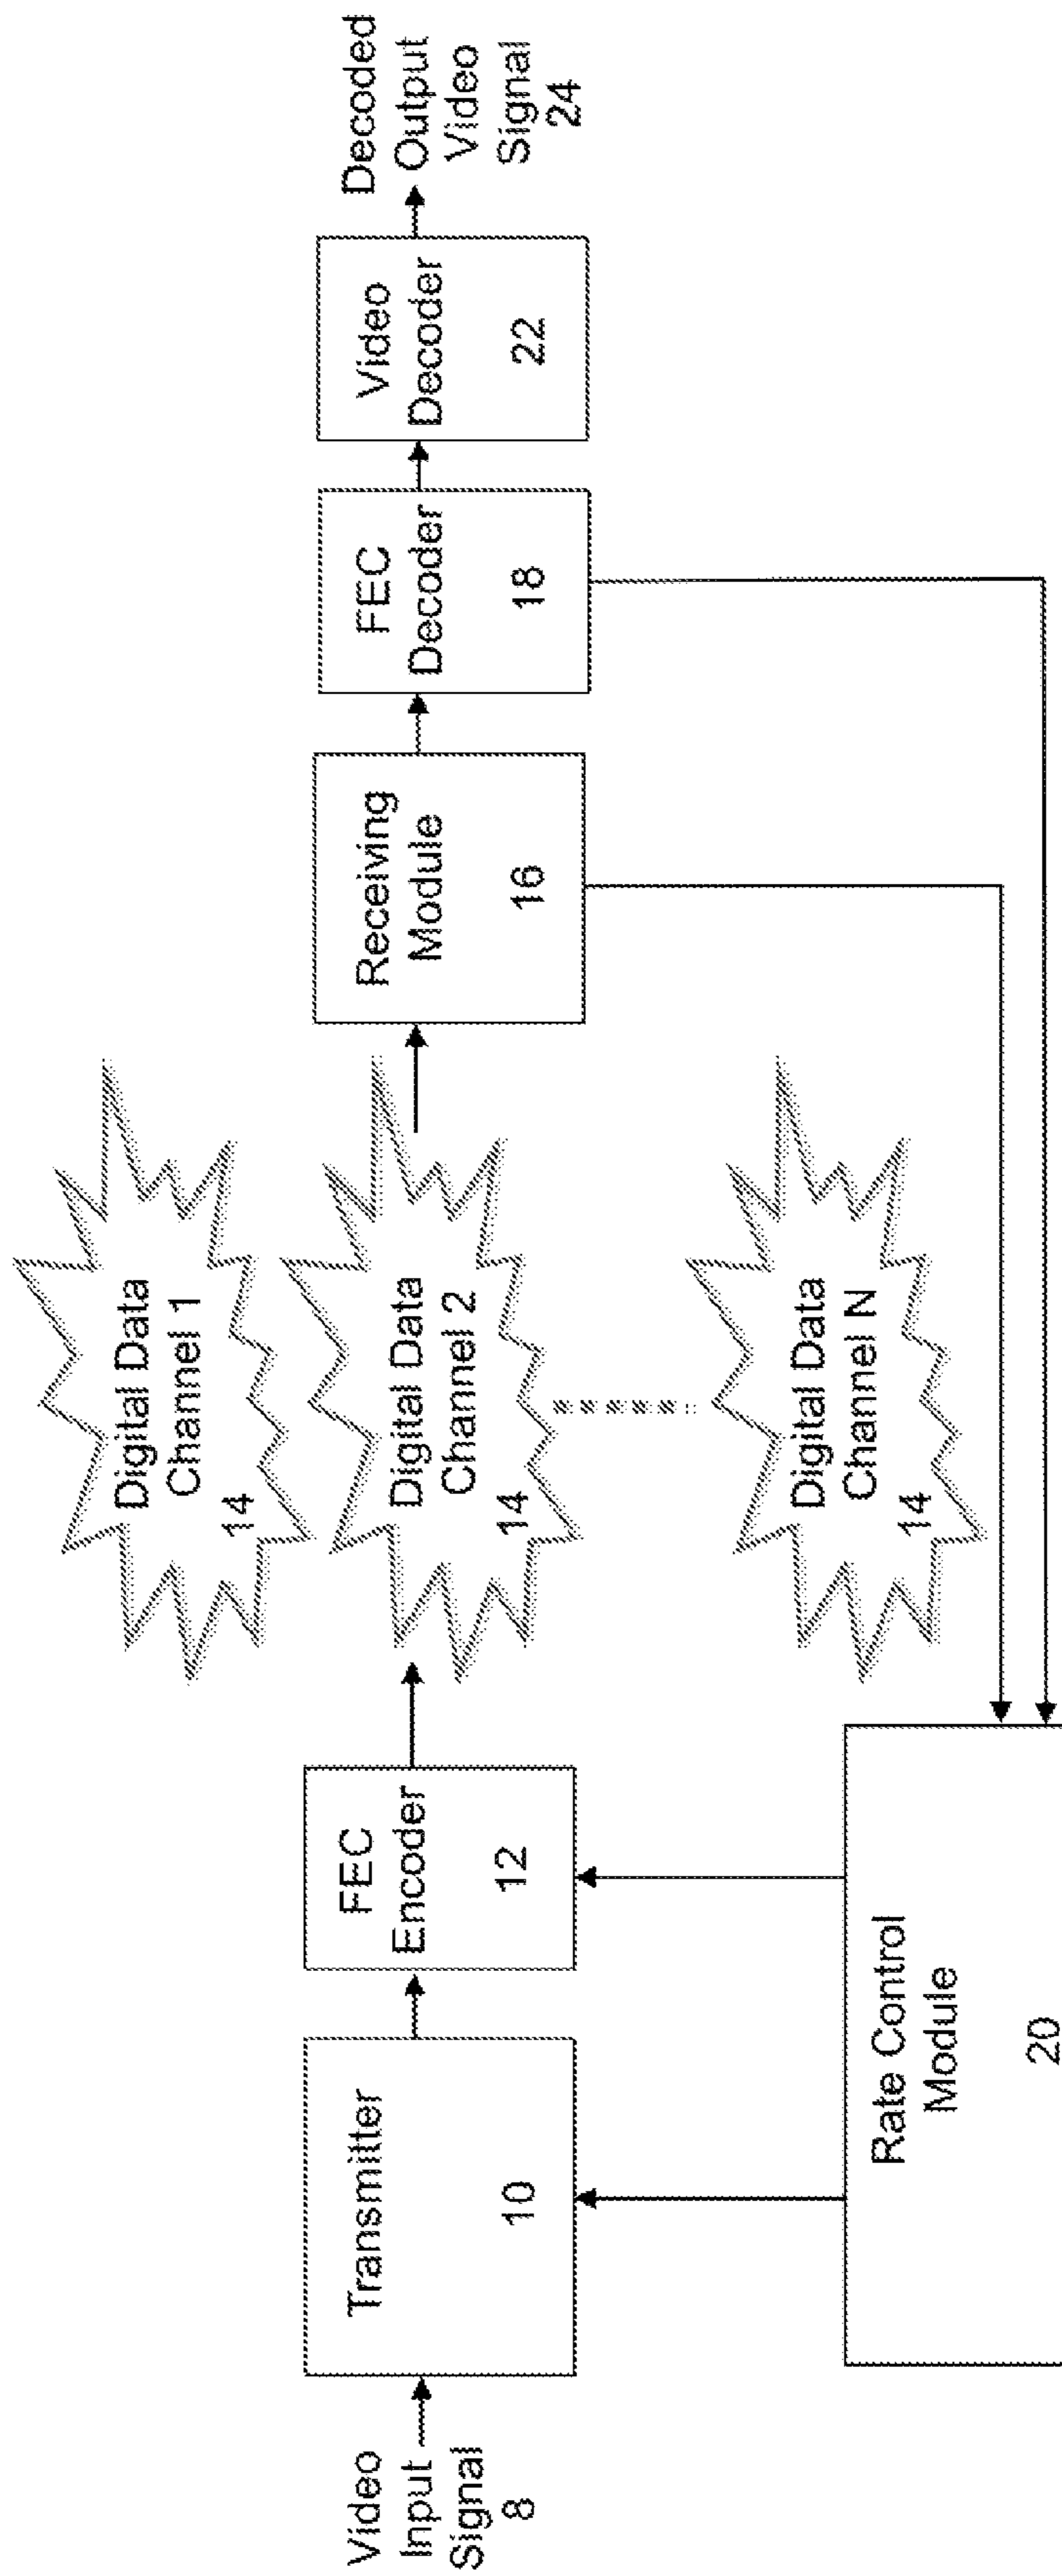 Video
Input
Signal
8
Transmitter
10
FEC
Encoder
12
Digital Data
Channel 1
14
Digital Data
Channel 2
14
Digital Data
Channel N
14
Receiving
Module
16
FEC
Decoder
18
Video
Decoder
22
Decoded
Output
Video
Signal
24
Rate Control
Module
20